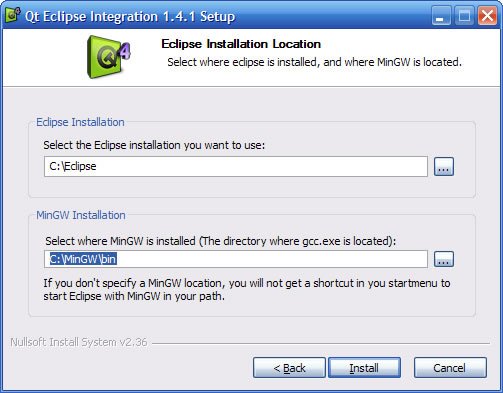 Qt Eclipse Integration 1.4.1 Setup
4
Eclipse Installation Location
Select where eclipse is installed, and where MinGW is located.
Eclipse Installation
Select the Eclipse installation you want to use:
C:\Eclipse
...
MinGW Installation
Select where MinGW is installed (The directory where gcc.exe is located):
C:\MinGW\bin
...
If you don't specify a MinGW location, you will not get a shortcut in you startmenu to
start Eclipse with MinGW in your path.
Nullsoft Install System v2.36
< Back Install Cancel